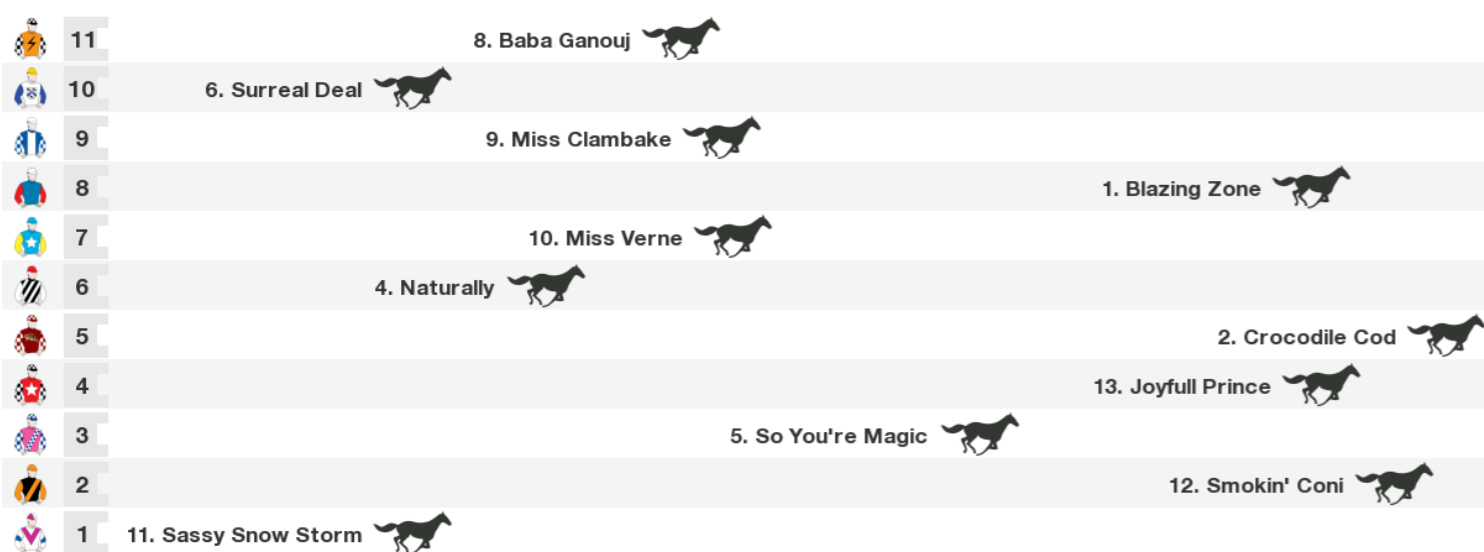 11 8. Baba Ganouj
10 6. Surreal Deal
9 9. Miss Clambake
8 1. Blazing Zone
7 10. Miss Verne
6 4. Naturally
5 2. Crocodile Cod
4 13. Joyfull Prince
3 5. So You're Magic
2 12. Smokin' Coni
1 11. Sassy Snow Storm